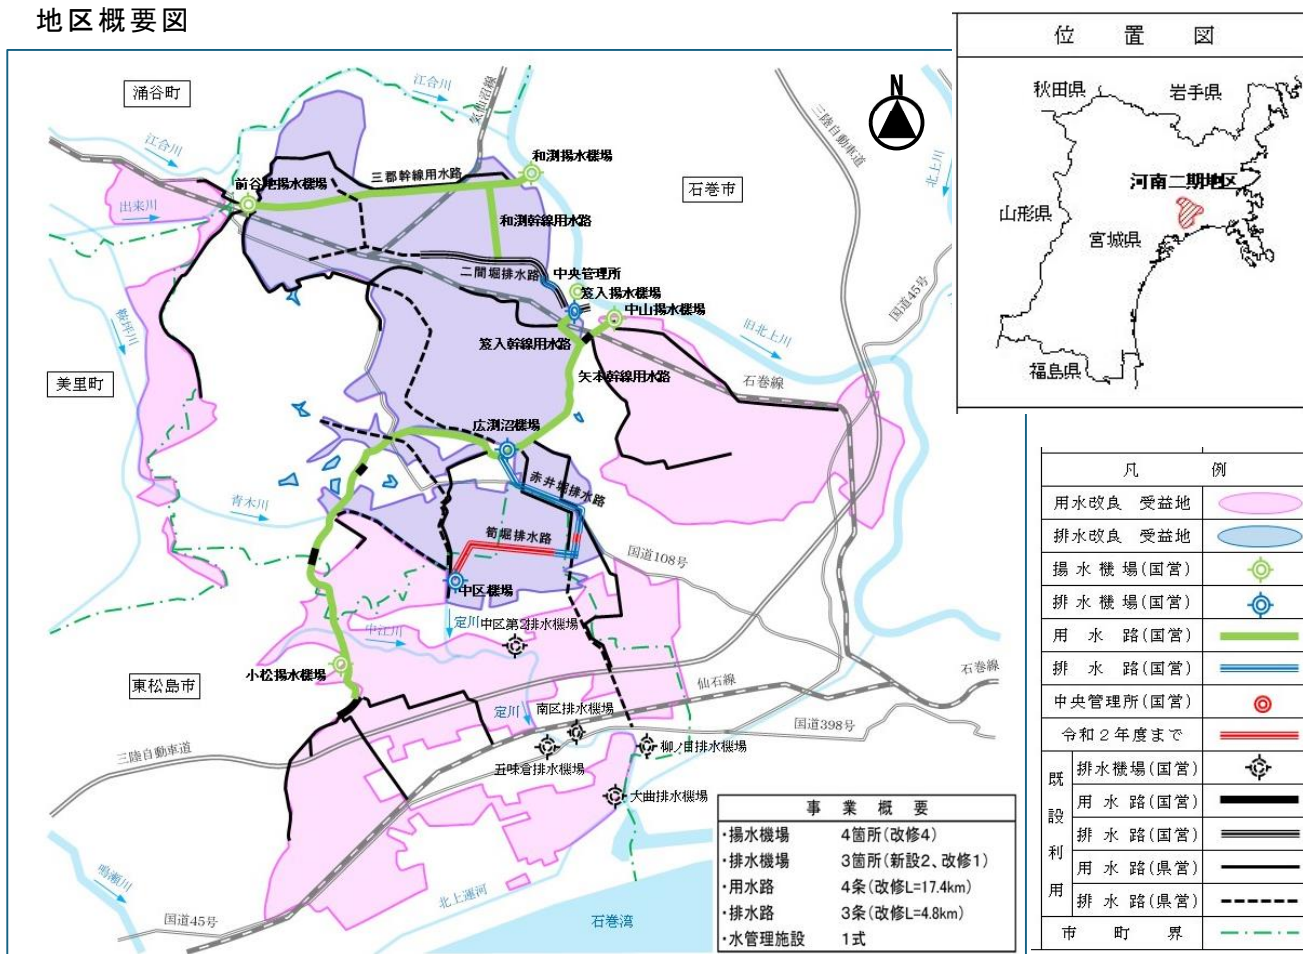 地区概要図
位　置　図
秋田県
岩手県
河南二期地区
山形県
宮城県
福島県
涌谷町
江合川
気仙沼線
三陸自動車道
江合川
和渕揚水機場
三郡幹線用水路
前谷地揚水機場
石巻市
北上川
出来川
和渕幹線用水路
二間堀排水路
中央管理所
笈入揚水機場
中山揚水機場
国道45号
鞍坪川
旧北上川
笈入幹線用水路
矢本幹線用水路
石巻線
美里町
広渕沼機場
赤井堀排水路
青木川
筒堀排水路
国道108号
中区機場
定川
中区第2排水機場
中江川
小松揚水機場
東松島市
石巻線
仙石線
定川
南区排水機場
国道398号
三陸自動車道
柳ノ目排水機場
五味倉排水機場
大曲排水機場
鳴瀬川
北上運河
国道45号
石巻湾
N
事　業　概　要
・揚水機場　4箇所(改修4)
・排水機場　3箇所(新設2、改修1)
・用水路　4条(改修L=17.4km)
・排水路　3条(改修L=4.8km)
・水管理施設　1式
凡　例
用水改良　受益地
排水改良　受益地
揚水機場(国営)
排水機場(国営)
用水路(国営)
排水路(国営)
中央管理所(国営)
令和２年度まで
既設利用
排水機場(国営)
用水路(国営)
排水路(国営)
用水路(県営)
排水路(県営)
市町界